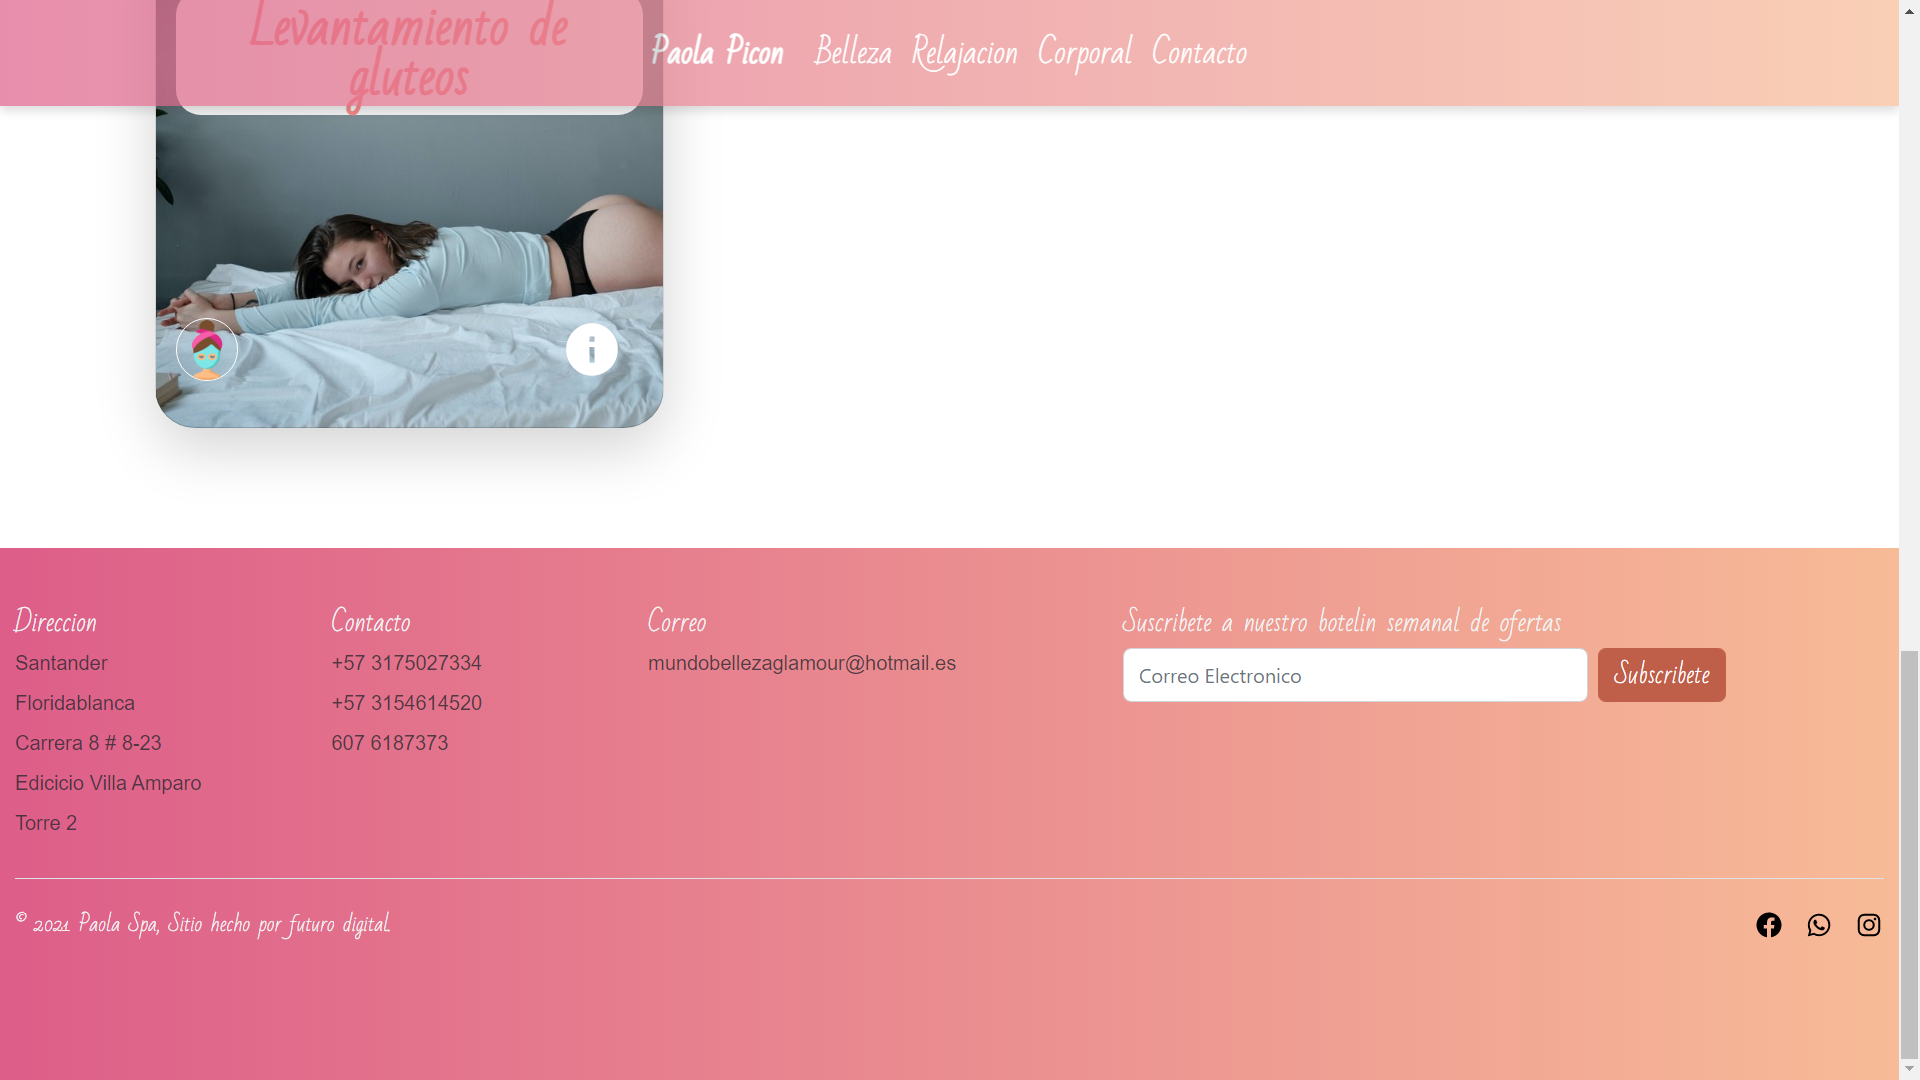 Levantamiento de
gluteos
Paola Picon Belleza Relajacion Corporal Contacto
Direccion
Santander
Floridablanca
Carrera 8 # 8-23
Edicicio Villa Amparo
Torre 2
Contacto
+57 3175027334
+57 3154614520
607 6187373
Correo
mundobellezaglamour@hotmail.es
Suscribete a nuestro botelin semanal de ofertas
Correo Electronico
Subscribete
© 2021 Paola Spa, Sitio hecho por futuro digital.